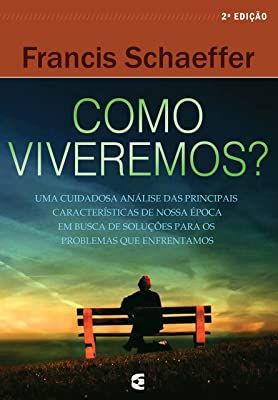 2ª EDIÇÃO
Francis Schaeffer
COMO
VIVEREMOS?
UMA CUIDADOSA ANÁLISE DAS PRINCIPAIS
CARACTERÍSTICAS DE NOSSA ÉPOCA
EM BUSCA DE SOLUÇÕES PARA OS
PROBLEMAS QUE ENFRENTAMOS